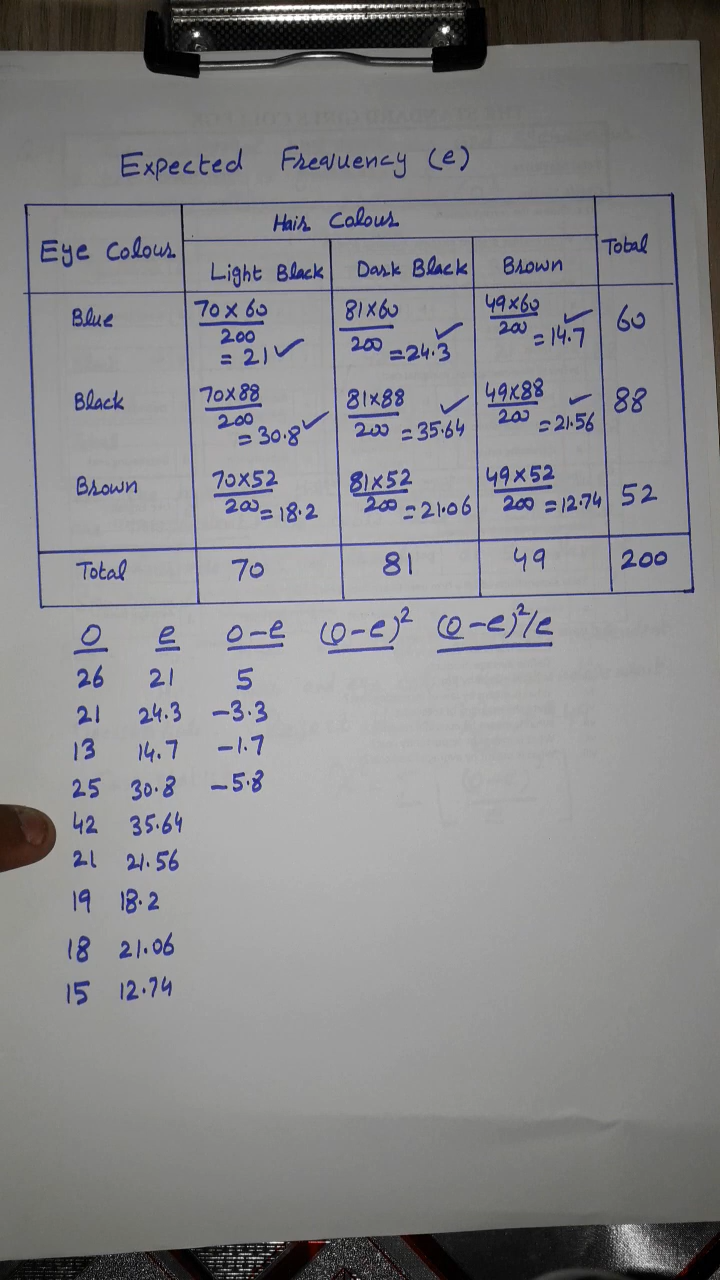 Expected Frequency (e)
Eye Colour Hair Colour Total
Light Black Dark Black Brown
Blue 70 x 60 / 200 = 21 ✓ 81x60 / 200 = 24.3 ✓ 49x60 / 200 = 14.7 ✓ 60
Black 70x88 / 200 = 30.8 ✓ 81x88 / 200 = 35.64 ✓ 49x88 / 200 = 21.56 ✓ 88
Brown 70x52 / 200 = 18.2 81x52 / 200 = 21.06 49x52 / 200 = 12.74 52
Total 70 81 49 200
O e o-e (o-e)² (o-e)²/e
26 21 5
21 24.3 -3.3
13 14.7 -1.7
25 30.8 -5.8
42 35.64
21 21.56
19 18.2
18 21.06
15 12.74